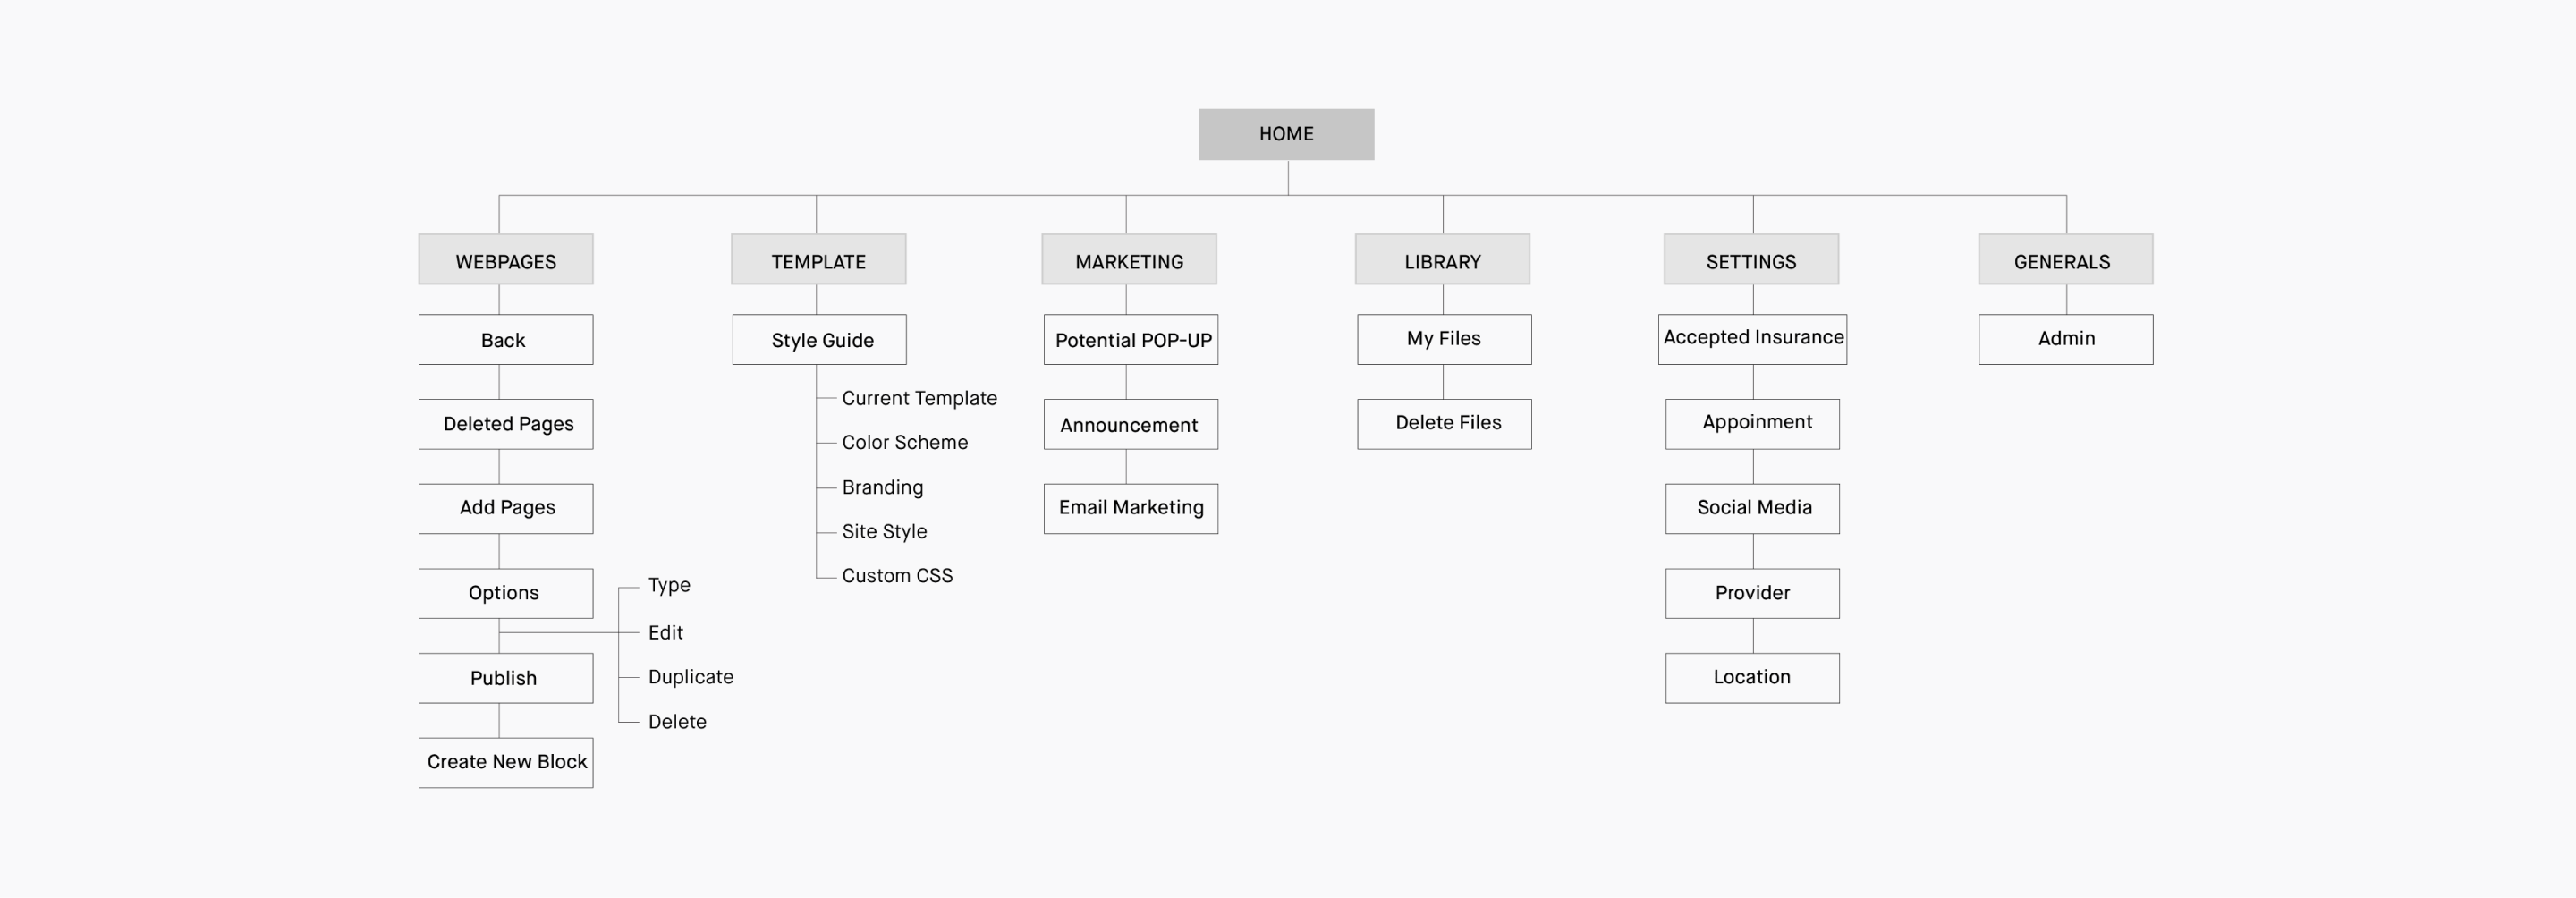 HOME
WEBPAGES
Back
Deleted Pages
Add Pages
Options
Type
Edit
Duplicate
Delete
Publish
Create New Block
TEMPLATE
Style Guide
Current Template
Color Scheme
Branding
Site Style
Custom CSS
MARKETING
Potential POP-UP
Announcement
Email Marketing
LIBRARY
My Files
Delete Files
SETTINGS
Accepted Insurance
Appoinment
Social Media
Provider
Location
GENERALS
Admin